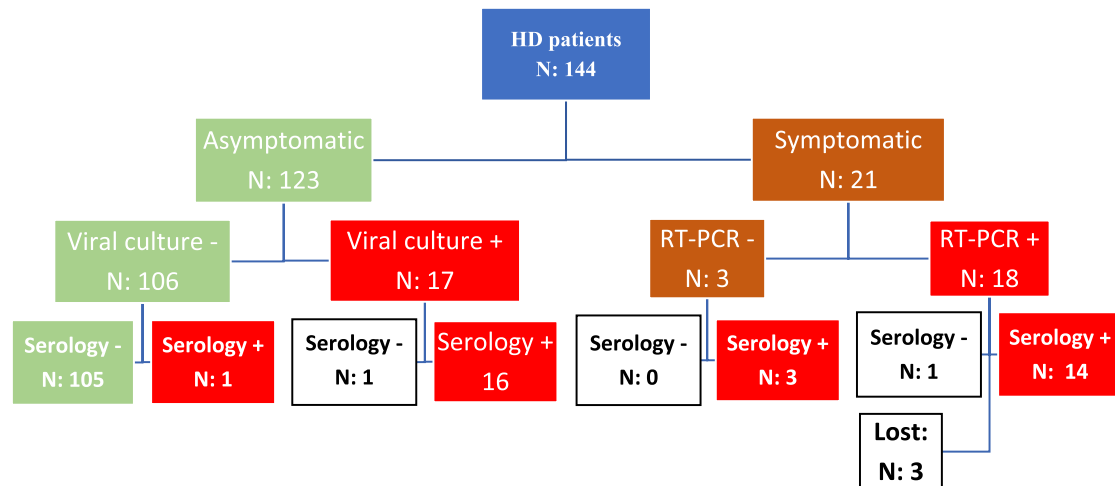 HD patients
N: 144
Asymptomatic
N: 123
Symptomatic
N: 21
Viral culture -
N: 106
Viral culture +
N: 17
RT-PCR -
N: 3
RT-PCR +
N: 18
Serology -
N: 105
Serology +
N: 1
Serology -
N: 1
Serology +
16
Serology -
N: 0
Serology +
N: 3
Serology -
N: 1
Serology +
N: 14
Lost:
N: 3